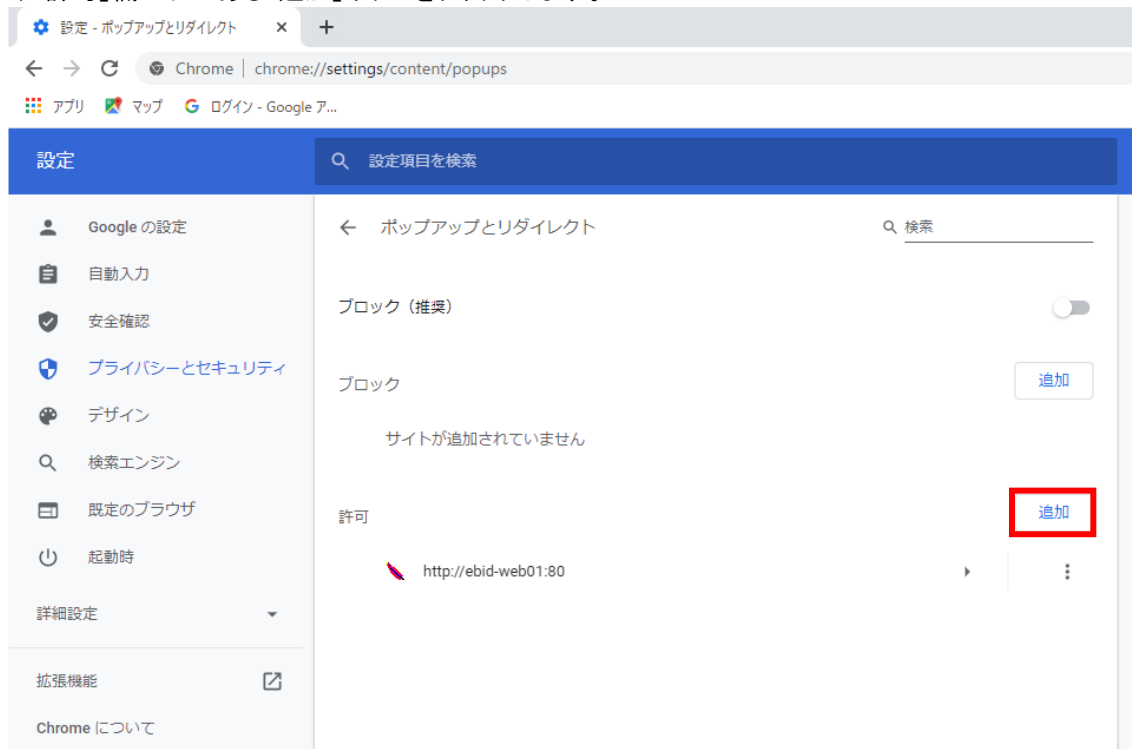 設定 - ポップアップとリダイレクト
Chrome | chrome://settings/content/popups
アプリ マップ G ログイン - Google ア...
設定
設定項目を検索
Google の設定
自動入力
安全確認
プライバシーとセキュリティ
デザイン
検索エンジン
既定のブラウザ
起動時
詳細設定
拡張機能
Chrome について
ポップアップとリダイレクト
検索
ブロック（推奨）
ブロック
追加
サイトが追加されていません
許可
追加
http://ebid-web01:80